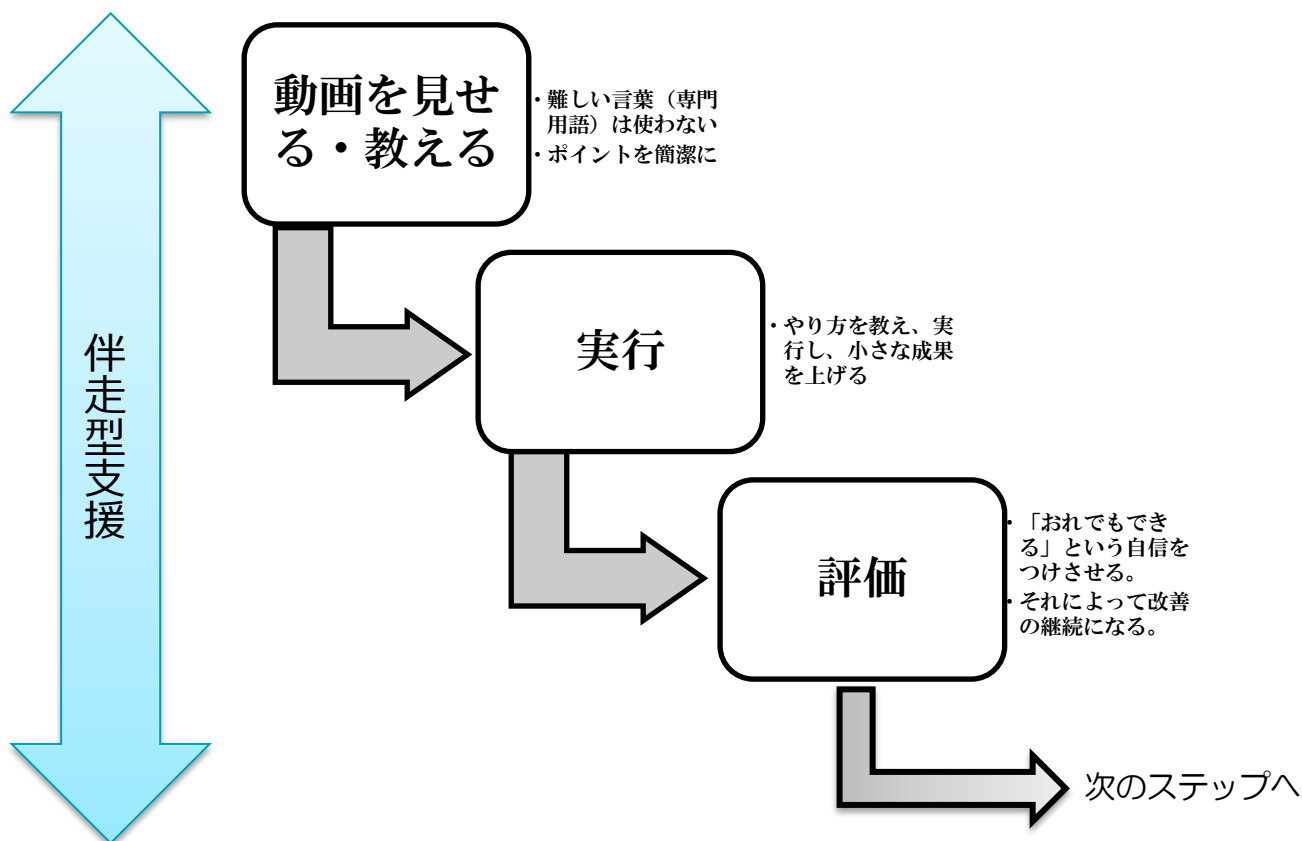 伴走型支援
動画を見せ
る・教える
・難しい言葉（専門
用語）は使わない
・ポイントを簡潔に
実行
・やり方を教え、実
行し、小さな成果
を上げる
評価
・「おれでもでき
る」という自信を
つけさせる。
・それによって改善
の継続になる。
次のステップへ